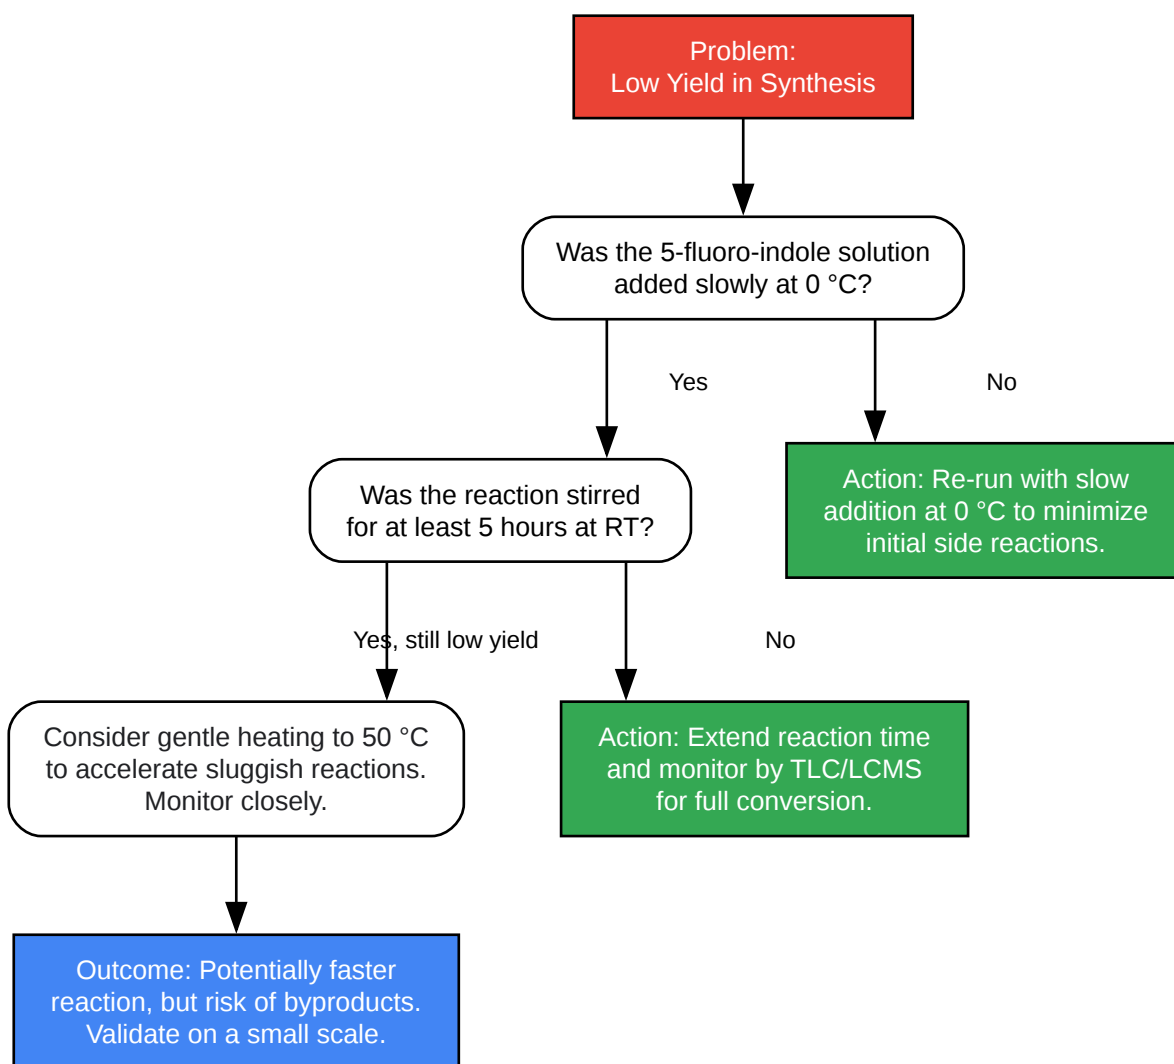 Problem:
Low Yield in Synthesis
Was the 5-fluoro-indole solution
added slowly at 0 °C?
Yes
No
Was the reaction stirred
for at least 5 hours at RT?
Action: Re-run with slow
addition at 0 °C to minimize
initial side reactions.
Yes, still low yield
No
Consider gentle heating to 50 °C
to accelerate sluggish reactions.
Monitor closely.
Action: Extend reaction time
and monitor by TLC/LCMS
for full conversion.
Outcome: Potentially faster
reaction, but risk of byproducts.
Validate on a small scale.